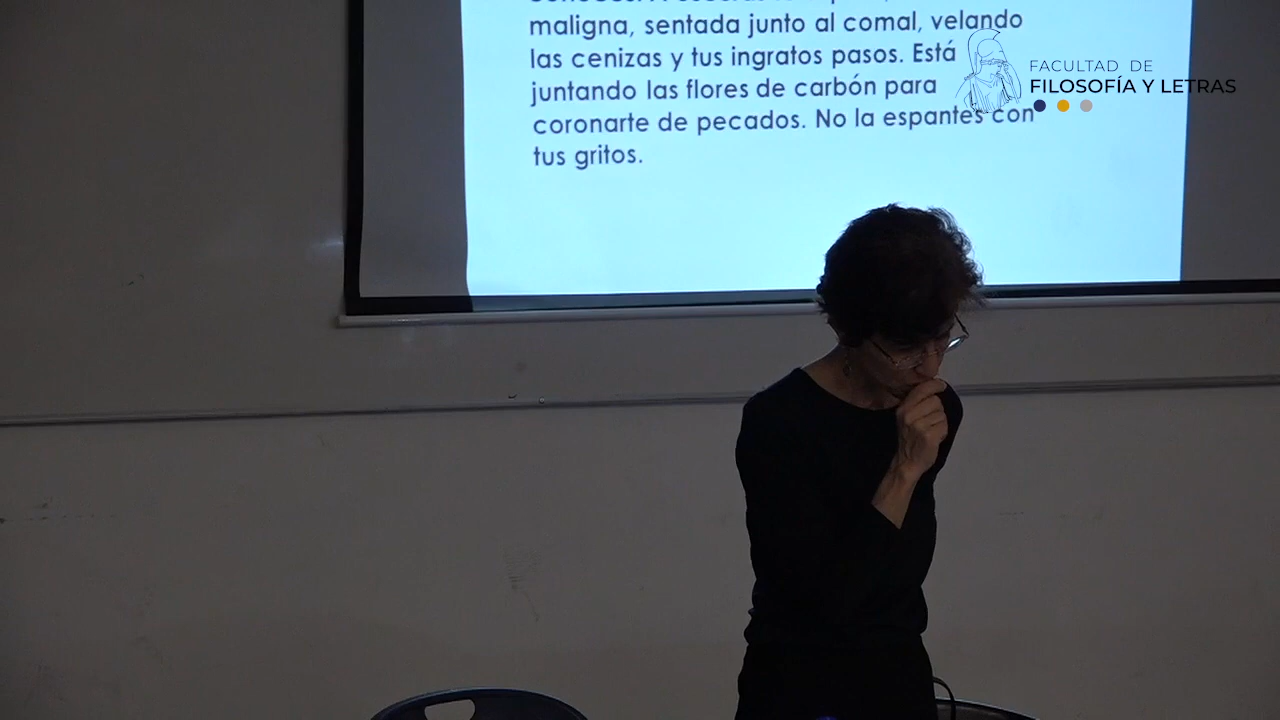 maligna, sentada junto al comal, velando
las cenizas y tus ingratos pasos. Está
juntando las flores de carbón para
coronarte de pecados. No la espantes con
tus gritos.
FACULTAD DE
FILOSOFÍA Y LETRAS